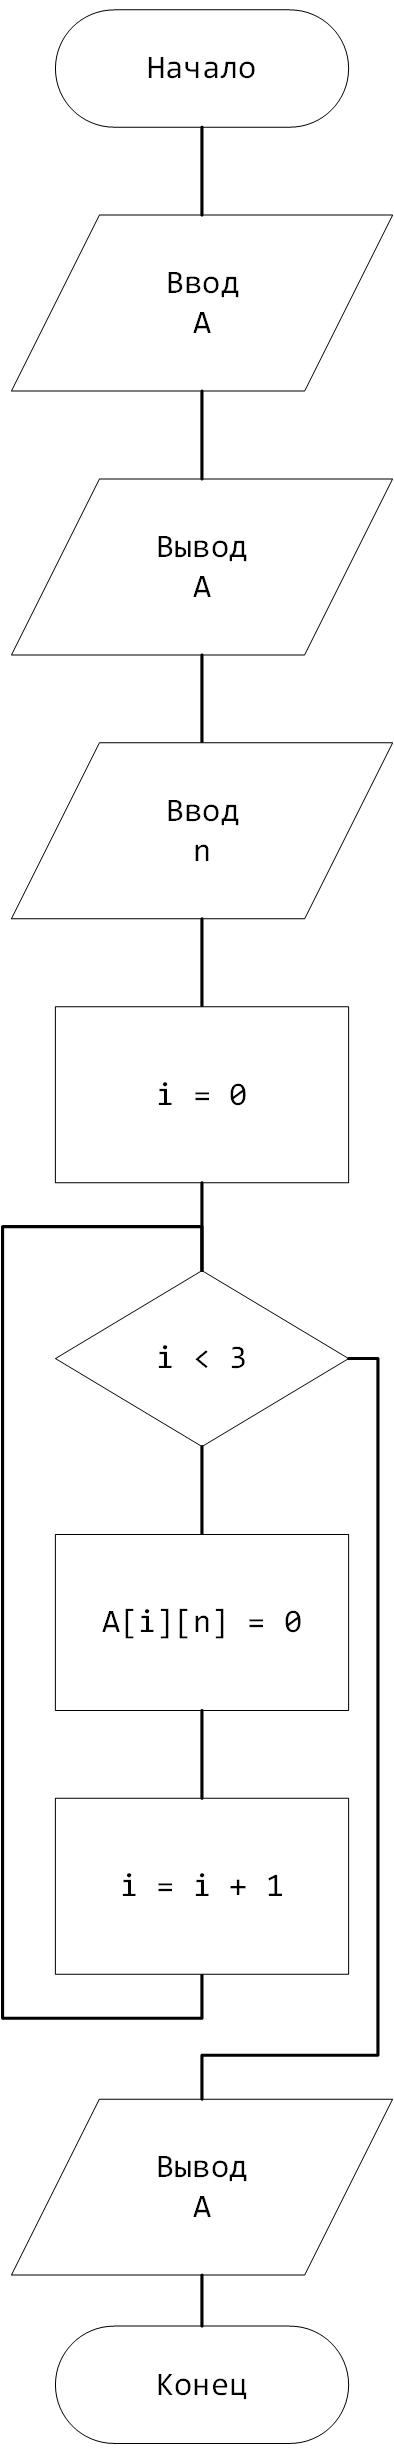 Начало
Ввод
A
Вывод
A
Ввод
n
i = 0
i < 3
A[i][n] = 0
i = i + 1
Вывод
A
Конец